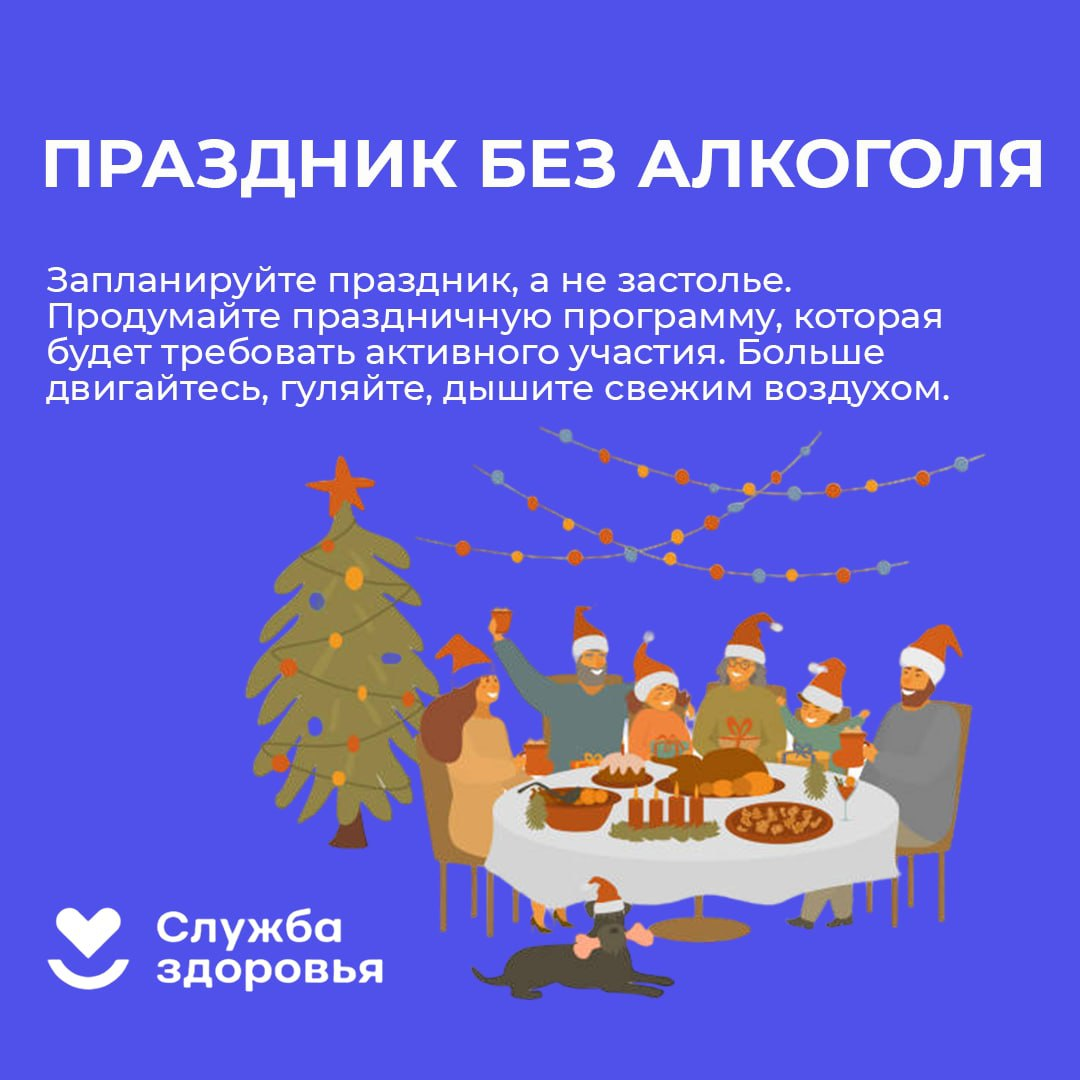 ПРАЗДНИК БЕЗ АЛКОГОЛЯ
Запланируйте праздник, а не застолье.
Продумайте праздничную программу, которая
будет требовать активного участия. Больше
двигайтесь, гуляйте, дышите свежим воздухом.
Служба
здоровья